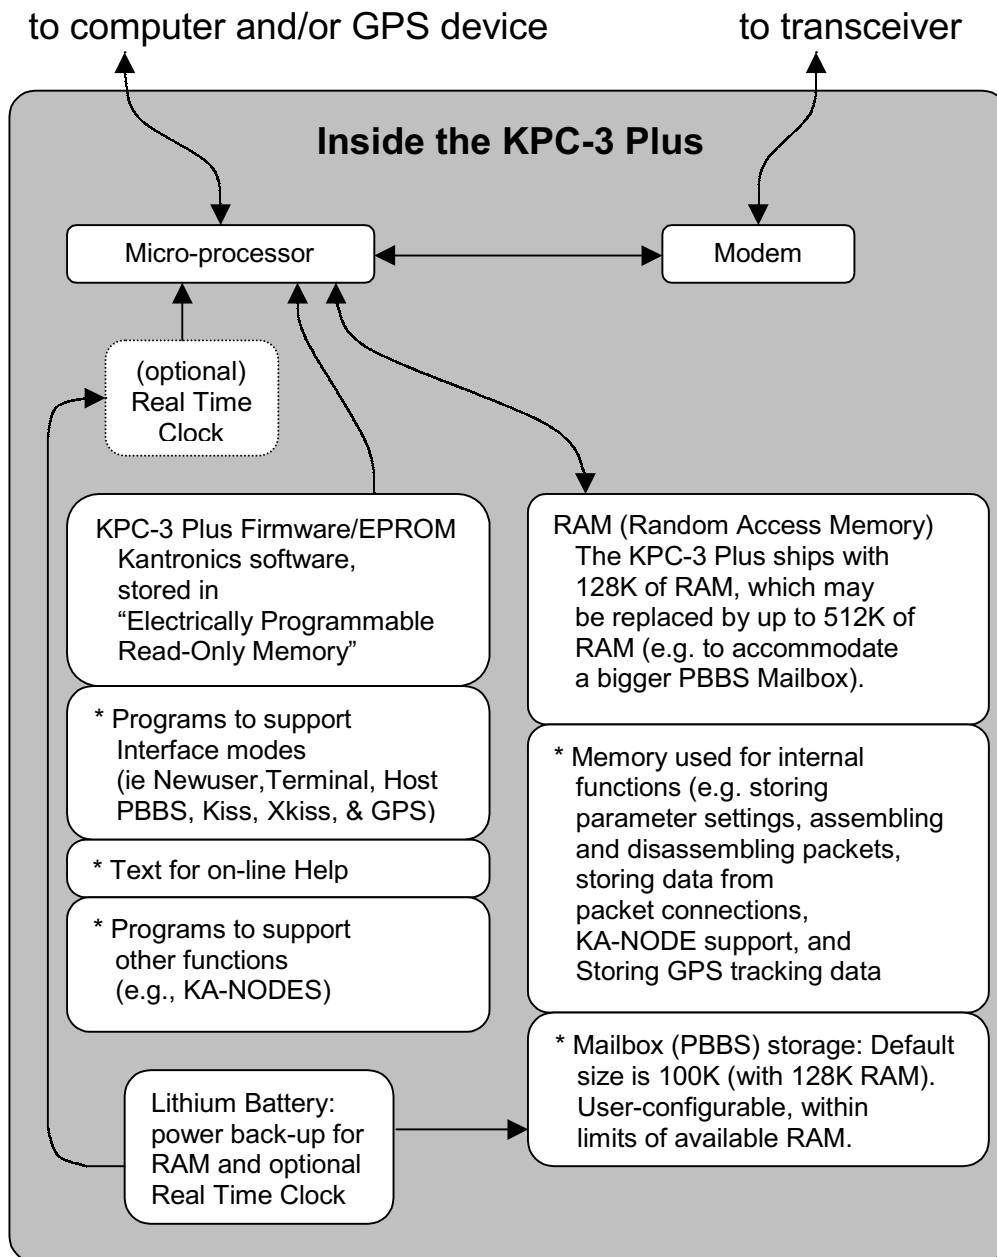 to computer and/or GPS device
to transceiver
Inside the KPC-3 Plus
Micro-processor
Modem
(optional)
Real Time
Clock
KPC-3 Plus Firmware/EPROM
Kantronics software,
stored in
“Electrically Programmable
Read-Only Memory”
* Programs to support
Interface modes
(ie Newuser,Terminal, Host
PBBS, Kiss, Xkiss, & GPS)
* Text for on-line Help
* Programs to support
other functions
(e.g., KA-NODES)
Lithium Battery:
power back-up for
RAM and optional
Real Time Clock
RAM (Random Access Memory)
The KPC-3 Plus ships with
128K of RAM, which may
be replaced by up to 512K of
RAM (e.g. to accommodate
a bigger PBBS Mailbox).
* Memory used for internal
functions (e.g. storing
parameter settings, assembling
and disassembling packets,
storing data from
packet connections,
KA-NODE support, and
Storing GPS tracking data
* Mailbox (PBBS) storage: Default
size is 100K (with 128K RAM).
User-configurable, within
limits of available RAM.